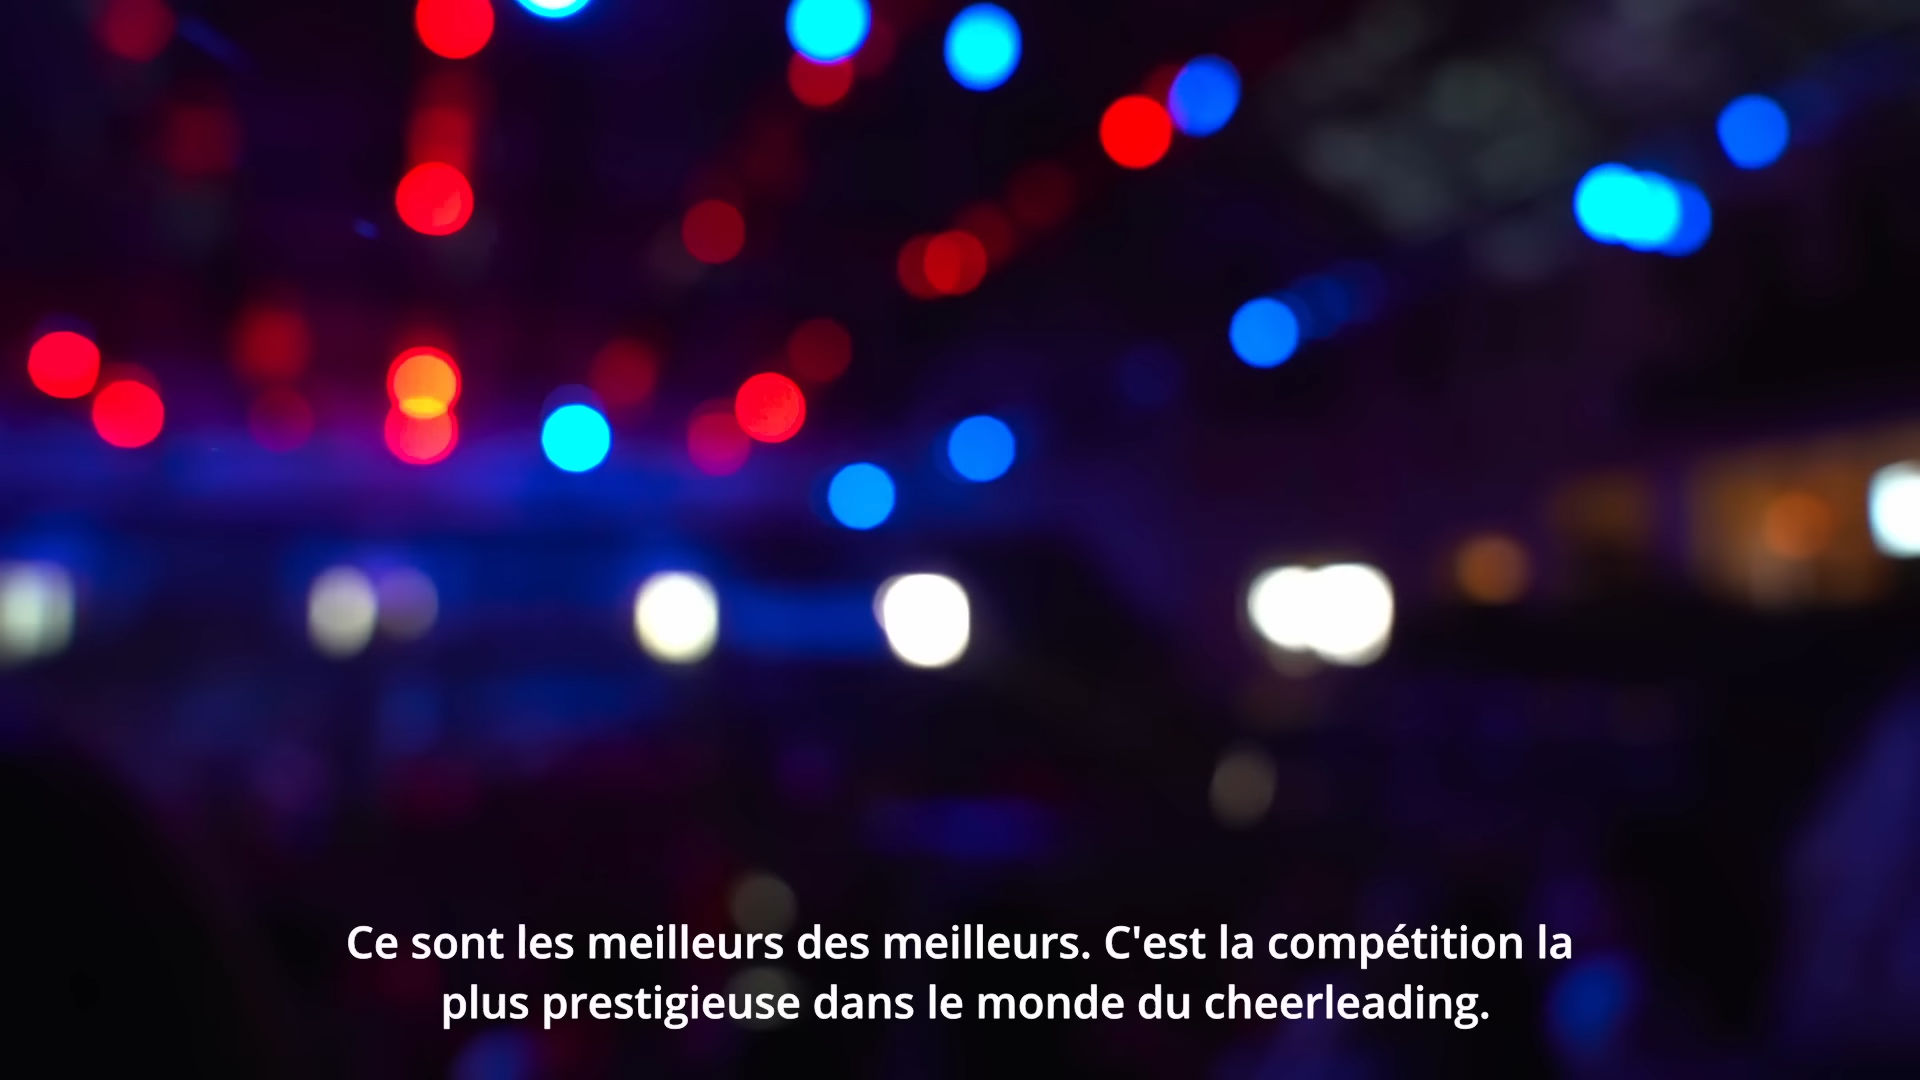 Ce sont les meilleurs des meilleurs. C'est la compétition la
plus prestigieuse dans le monde du cheerleading.